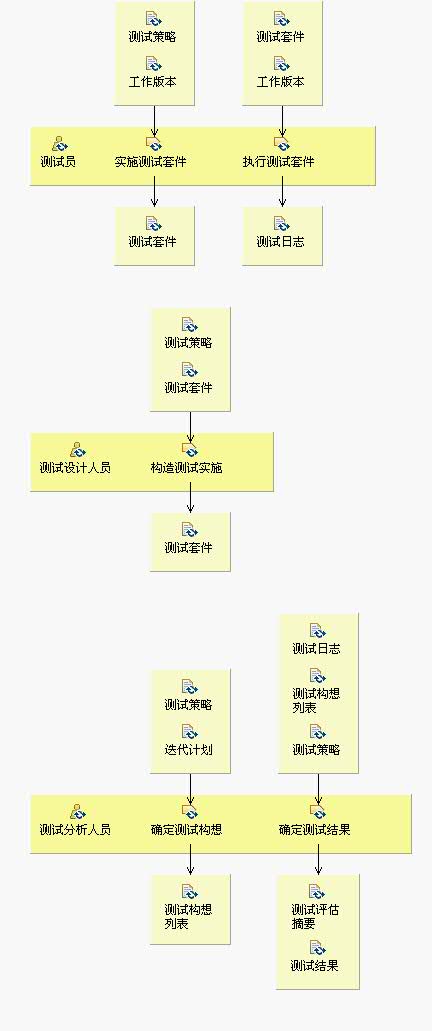 测试策略
工作版本
测试套件
工作版本
测试员
实施测试套件
执行测试套件
测试套件
测试日志
测试策略
测试套件
测试设计人员
构造测试实施
测试套件
测试策略
迭代计划
测试日志
测试构想
列表
测试策略
测试分析人员
确定测试构想
确定测试结果
测试构想
列表
测试评估
摘要
测试结果